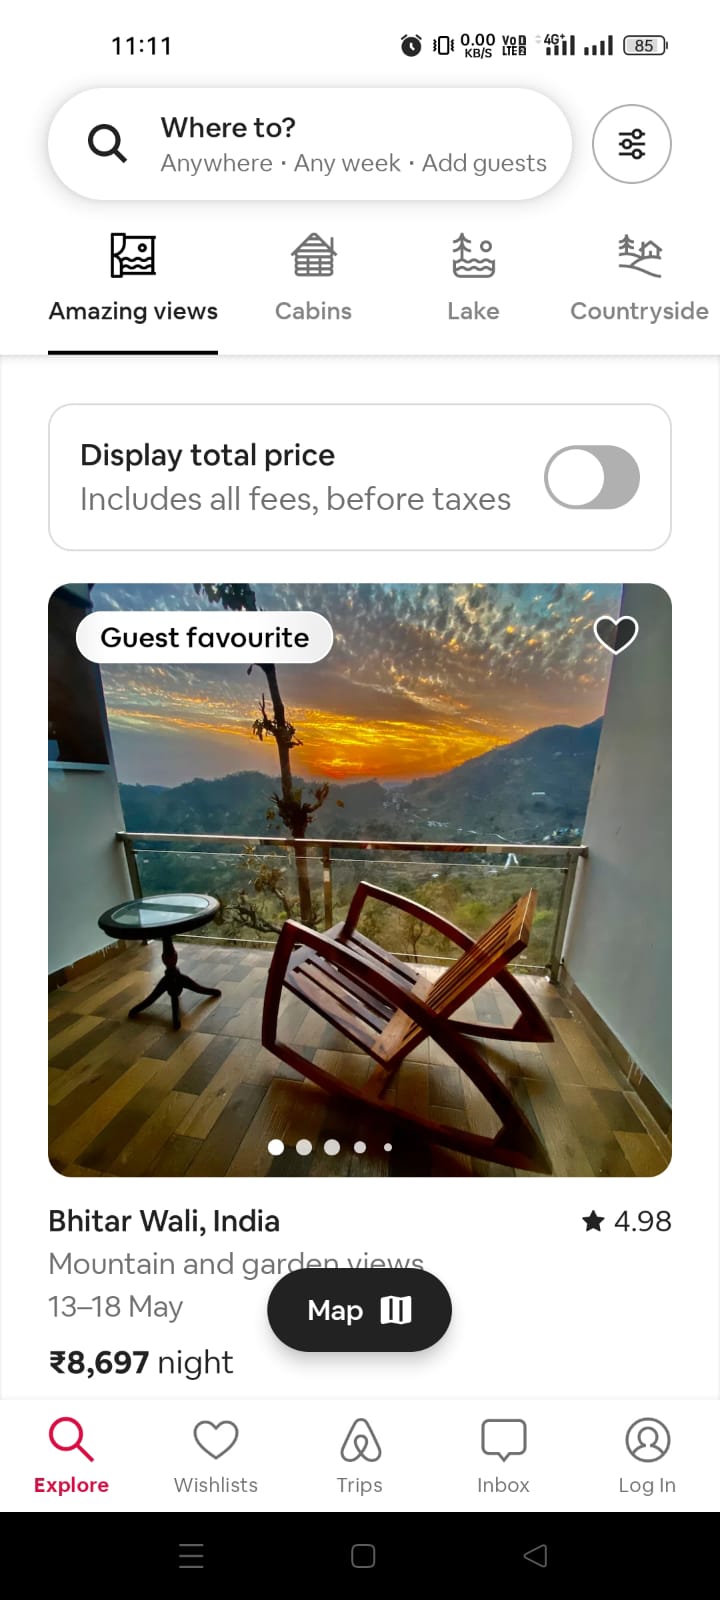 11:11
0.00
KB/S
4G+
85
Where to?
Anywhere · Any week · Add guests
Amazing views
Cabins
Lake
Countryside
Display total price
Includes all fees, before taxes
Guest favourite
Bhitar Wali, India
4.98
Mountain and garden views
13–18 May
Map
₹8,697 night
Explore
Wishlists
Trips
Inbox
Log In